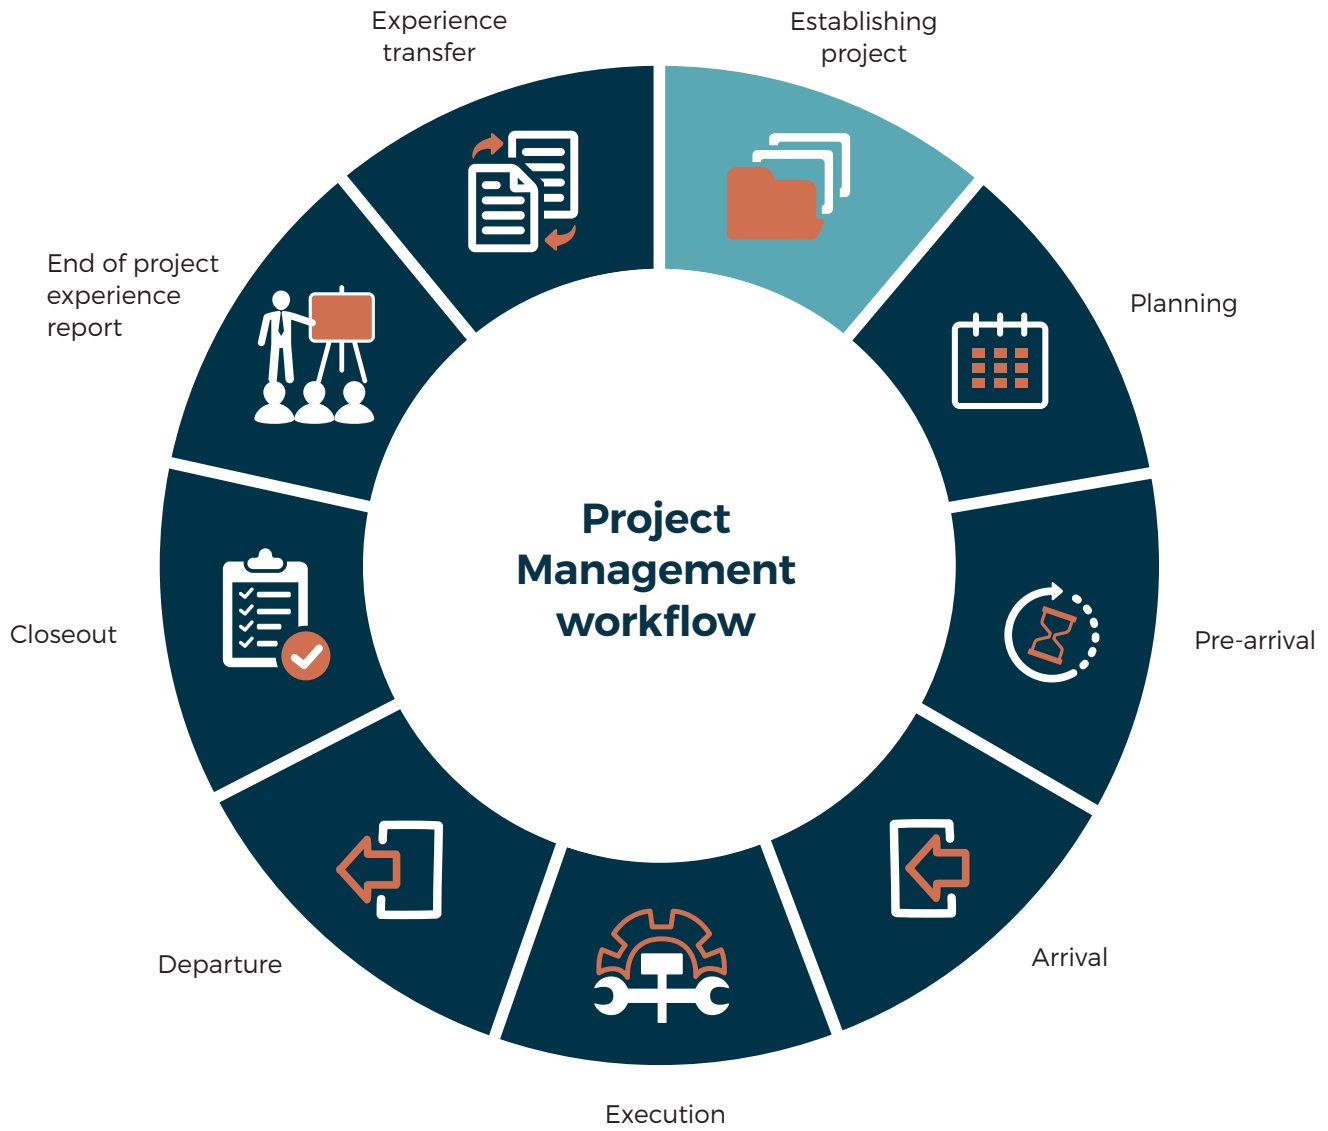 Experience
transfer
Establishing
project
End of project
experience
report
Planning
Project
Management
workflow
Closeout
Pre-arrival
Departure
Arrival
Execution